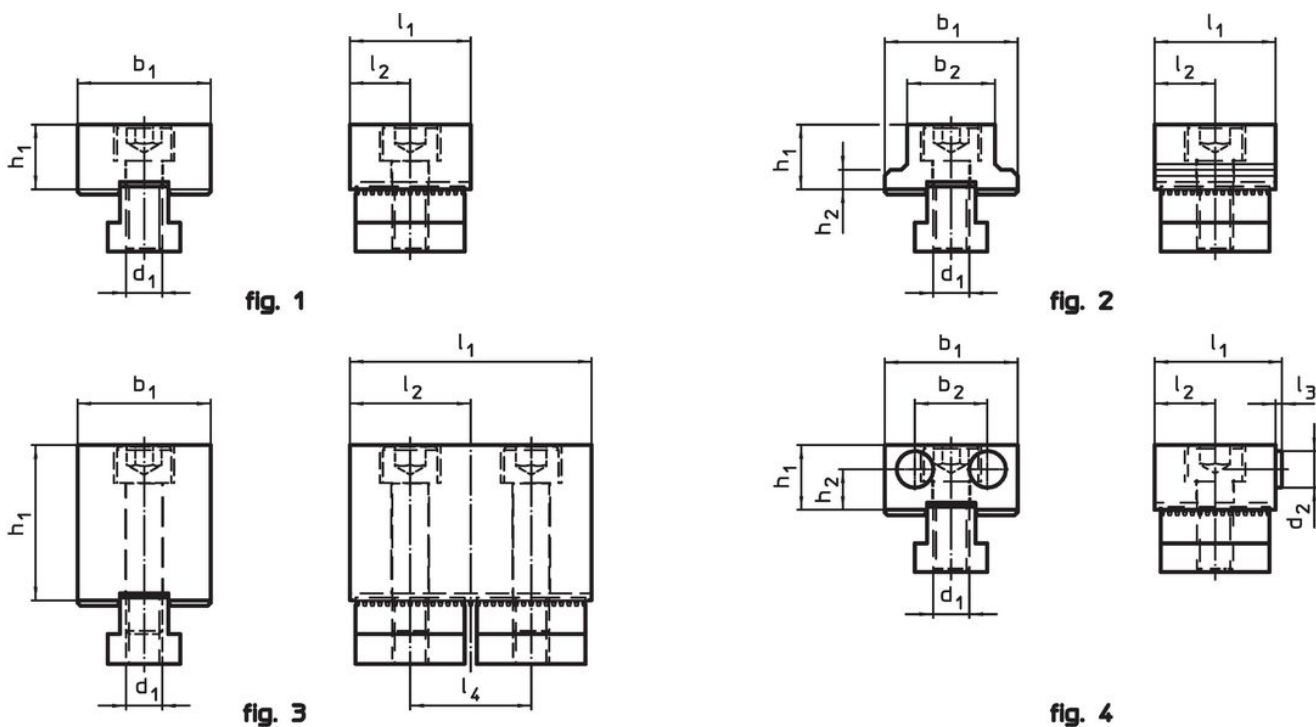 l₁
b₁
l₂
h₁
d₁
fig. 1
b₁
l₁
b₂
l₂
h₁
h₂
d₁
fig. 2
l₁
b₁
l₂
h₁
d₁
l₄
fig. 3
b₁
l₁
b₂
l₂
l₃
h₁
h₂
d₂
d₁
fig. 4